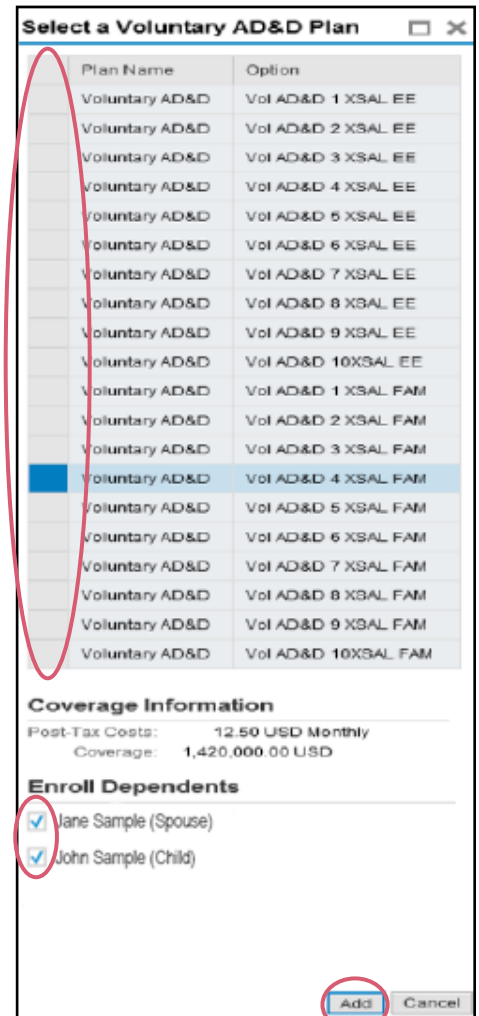 Select a Voluntary AD&D Plan
Plan Name Option
Voluntary AD&D Vol AD&D 1 XSAL EE
Voluntary AD&D Vol AD&D 2 XSAL EE
Voluntary AD&D Vol AD&D 3 XSAL EE
Voluntary AD&D Vol AD&D 4 XSAL EE
Voluntary AD&D Vol AD&D 5 XSAL EE
Voluntary AD&D Vol AD&D 6 XSAL EE
Voluntary AD&D Vol AD&D 7 XSAL EE
Voluntary AD&D Vol AD&D 8 XSAL EE
Voluntary AD&D Vol AD&D 9 XSAL EE
Voluntary AD&D Vol AD&D 10XSAL EE
Voluntary AD&D Vol AD&D 1 XSAL FAM
Voluntary AD&D Vol AD&D 2 XSAL FAM
Voluntary AD&D Vol AD&D 3 XSAL FAM
Voluntary AD&D Vol AD&D 4 XSAL FAM
Voluntary AD&D Vol AD&D 5 XSAL FAM
Voluntary AD&D Vol AD&D 6 XSAL FAM
Voluntary AD&D Vol AD&D 7 XSAL FAM
Voluntary AD&D Vol AD&D 8 XSAL FAM
Voluntary AD&D Vol AD&D 9 XSAL FAM
Voluntary AD&D Vol AD&D 10XSAL FAM
Coverage Information
Post-Tax Costs: 12.50 USD Monthly
Coverage: 1,420,000.00 USD
Enroll Dependents
Jane Sample (Spouse)
John Sample (Child)
Add Cancel